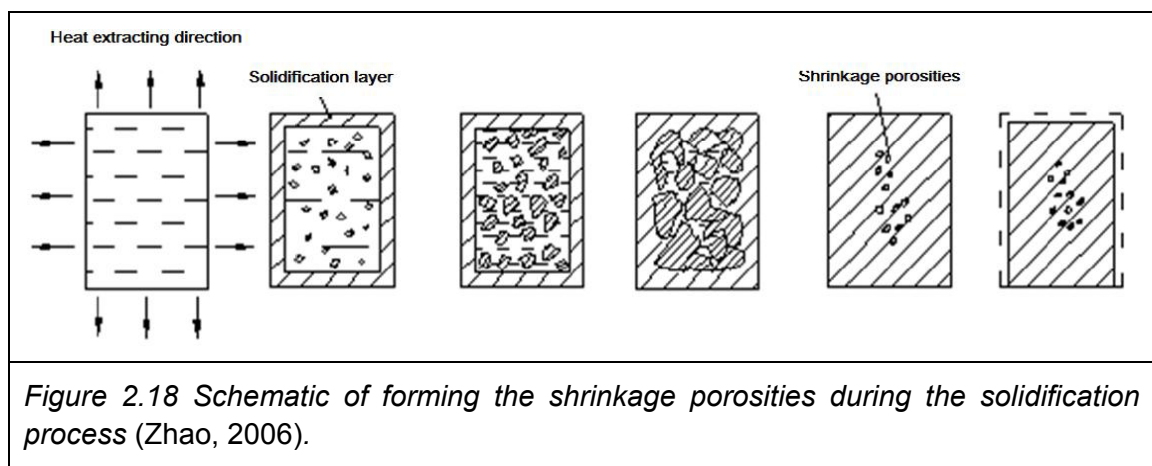 Heat extracting direction
Solidification layer
Shrinkage porosities
Figure 2.18 Schematic of forming the shrinkage porosities during the solidification
process (Zhao, 2006).